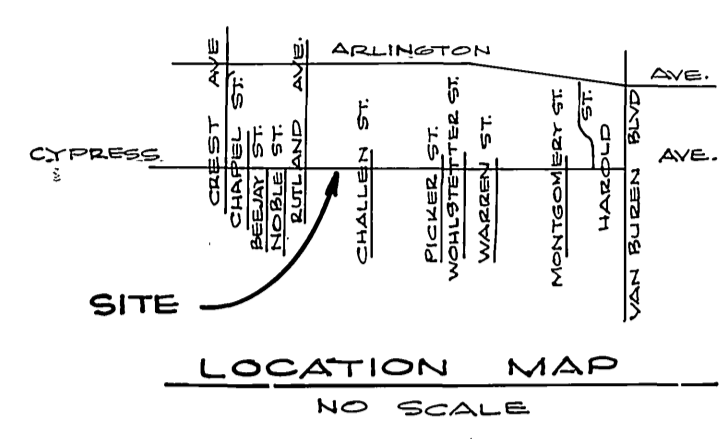 ARLINGTON AVE.
CYPRESS AVE.
CREST AVE
CHAPEL ST.
BEEJAY ST.
NOBLE ST.
RUTLAND AVE.
CHALLEN ST.
PICKER ST.
WOHLSTETTER ST.
WARREN ST.
MONTGOMERY ST.
HAROLD ST.
VAN BUREN BLVD
SITE
LOCATION MAP
NO SCALE